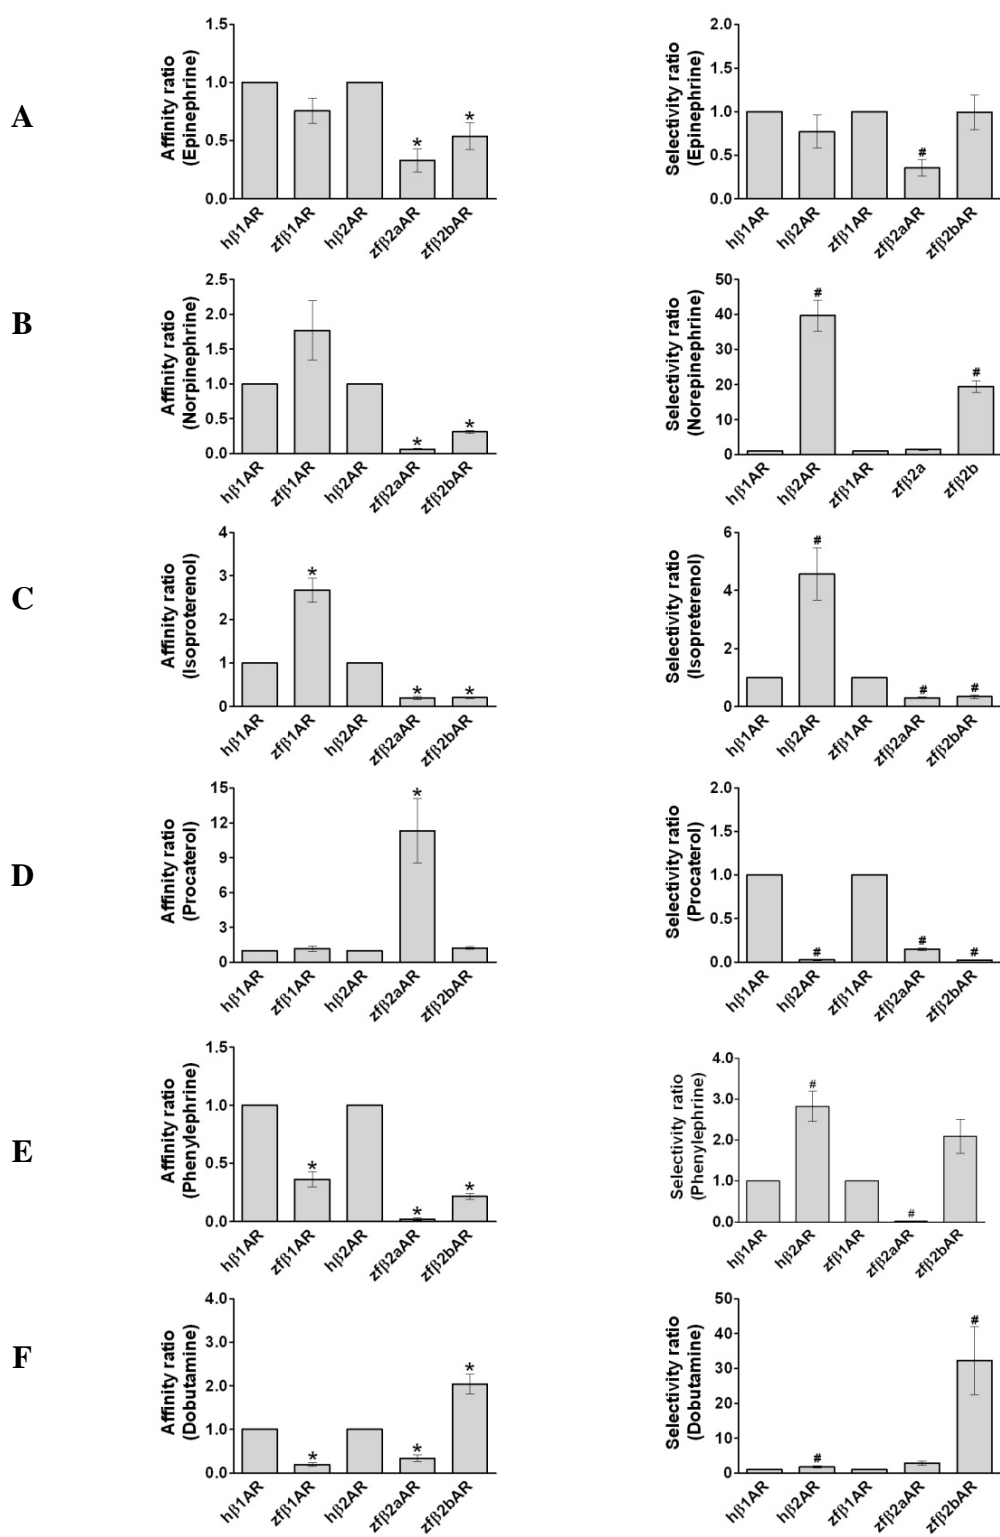 A
Affinity ratio
(Epinephrine)
1.5
1.0
0.5
0.0
* *
hβ1AR zfβ1AR hβ2AR zfβ2aAR zfβ2bAR
Selectivity ratio
(Epinephrine)
2.0
1.5
1.0
0.5
0.0
#
hβ1AR hβ2AR zfβ1AR zfβ2aAR zfβ2bAR
B
Affinity ratio
(Norpinephrine)
2.5
2.0
1.5
1.0
0.5
0.0
* *
hβ1AR zfβ1AR hβ2AR zfβ2aAR zfβ2bAR
Selectivity ratio
(Norepinephrine)
50
40
30
20
10
0
# #
hβ1AR hβ2AR zfβ1AR zfβ2a zfβ2b
C
Affinity ratio
(Isoproterenol)
4
3
2
1
0
* * *
hβ1AR zfβ1AR hβ2AR zfβ2aAR zfβ2bAR
Selectivity ratio
(Isopreterenol)
6
4
2
0
# # #
hβ1AR hβ2AR zfβ1AR zfβ2aAR zfβ2bAR
D
Affinity ratio
(Procaterol)
15
12
9
6
3
0
*
hβ1AR zfβ1AR hβ2AR zfβ2aAR zfβ2bAR
Selectivity ratio
(Procaterol)
2.0
1.5
1.0
0.5
0.0
# # #
hβ1AR hβ2AR zfβ1AR zfβ2aAR zfβ2bAR
E
Affinity ratio
(Phenylephrine)
1.5
1.0
0.5
0.0
* * *
hβ1AR zfβ1AR hβ2AR zfβ2aAR zfβ2bAR
Selectivity ratio
(Phenylephrine)
4.0
3.0
2.0
1.0
0.0
# #
hβ1AR hβ2AR zfβ1AR zfβ2aAR zfβ2bAR
F
Affinity ratio
(Dobutamine)
4.0
3.0
2.0
1.0
0.0
* * *
hβ1AR zfβ1AR hβ2AR zfβ2aAR zfβ2bAR
Selectivity ratio
(Dobutamine)
50
40
30
20
10
0
# #
hβ1AR hβ2AR zfβ1AR zfβ2aAR zfβ2bAR